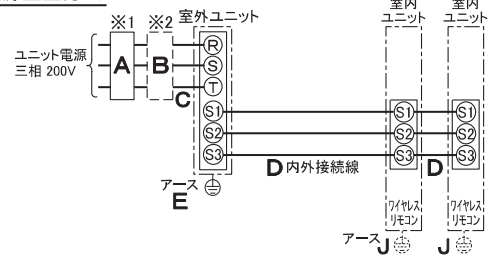 ※1
※2
室外ユニット
室内
ユニット
室内
ユニット
ユニット電源
三相 200V
A
B
C
R
S
T
S1
S2
S3
S1
S2
S3
S1
S2
S3
D 内外接続線
D
アース
E
ワイヤレス
リモコン
ワイヤレス
リモコン
アース J
J